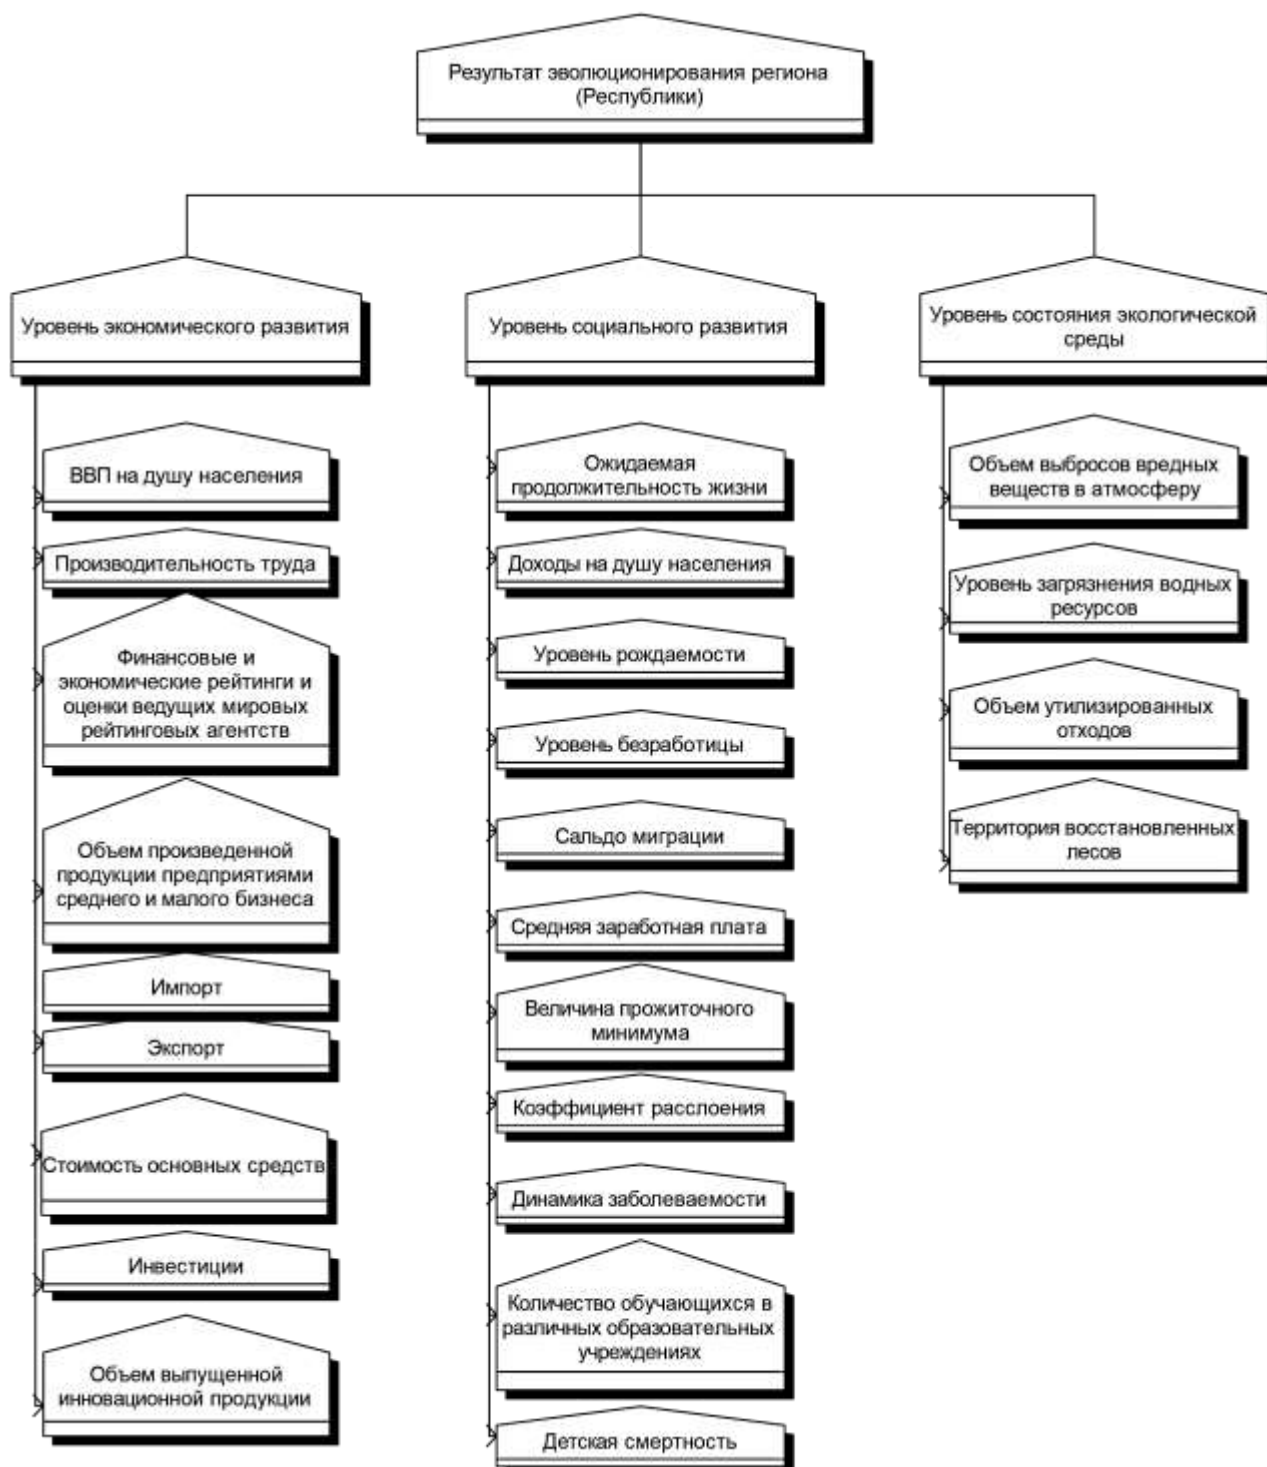 Результат эволюционирования региона
(Республики)
Уровень экономического развития
ВВП на душу населения
Производительность труда
Финансовые и
экономические рейтинги и
оценки ведущих мировых
рейтинговых агентств
Объем произведенной
продукции предприятиями
среднего и малого бизнеса
Импорт
Экспорт
Стоимость основных средств
Инвестиции
Объем выпущенной
инновационной продукции
Уровень социального развития
Ожидаемая
продолжительность жизни
Доходы на душу населения
Уровень рождаемости
Уровень безработицы
Сальдо миграции
Средняя заработная плата
Величина прожиточного
минимума
Коэффициент расслоения
Динамика заболеваемости
Количество обучающихся в
различных образовательных
учреждениях
Детская смертность
Уровень состояния экологической
среды
Объем выбросов вредных
веществ в атмосферу
Уровень загрязнения водных
ресурсов
Объем утилизированных
отходов
Территория восстановленных
лесов